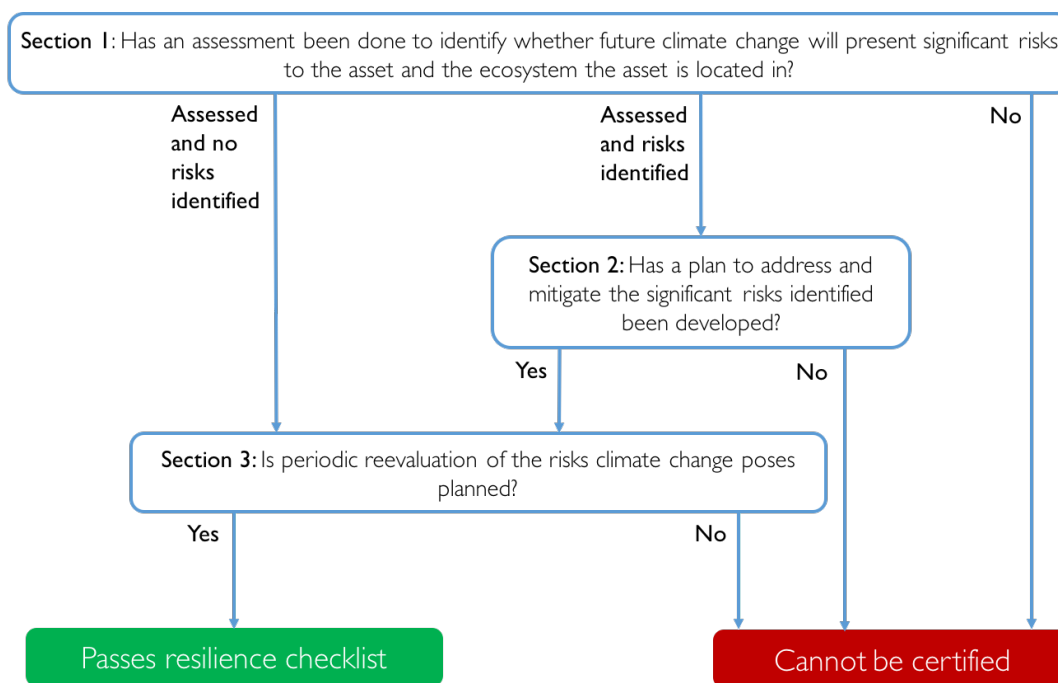 Section 1: Has an assessment been done to identify whether future climate change will present significant risks
to the asset and the ecosystem the asset is located in?
Assessed
and no
risks
identified
Assessed
and risks
identified
No
Section 2: Has a plan to address and
mitigate the significant risks identified
been developed?
Yes
No
Section 3: Is periodic reevaluation of the risks climate change poses
planned?
Yes
No
Passes resilience checklist
Cannot be certified